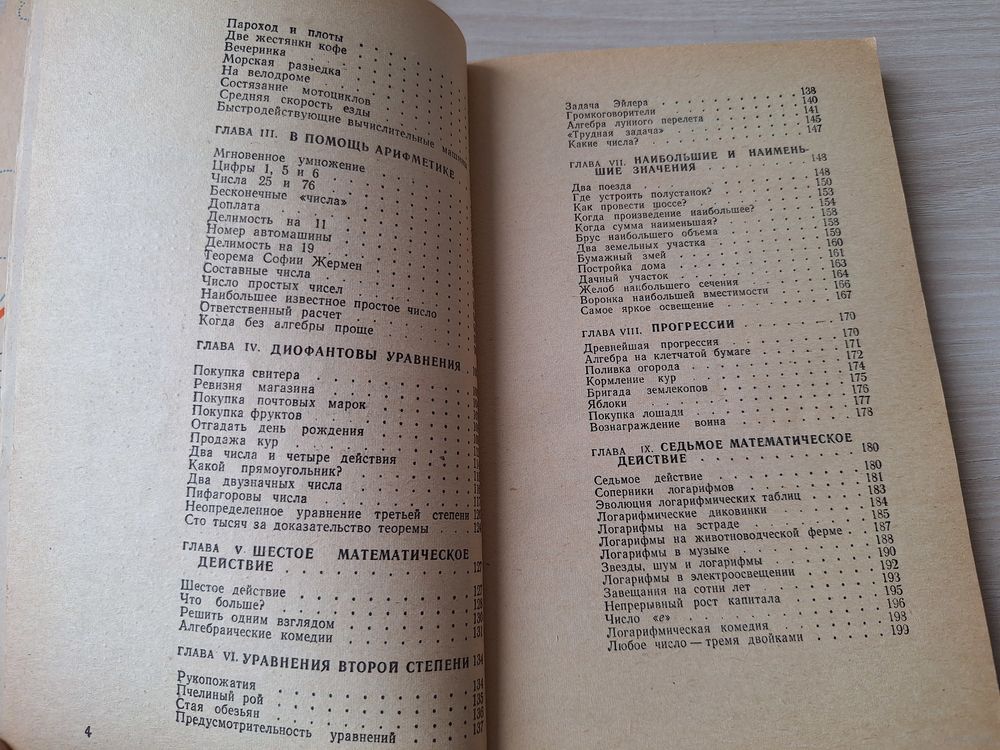 Пароход и плоты
Две жестянки кофе
Вечеринка
Морская разведка
На велодроме
Состязание мотоциклов
Средняя скорость езды
Быстродействующие вычислительные
ГЛАВА III. В ПОМОЩЬ АРИФМЕТИКЕ
Мгновенное умножение
Цифры 1, 5 и 6
Числа 25 и 76
Бесконечные «числа»
Доплата
Делимость на 11
Номер автомашины
Делимость на 19
Теорема Софии Жермен
Составные числа
Число простых чисел
Наибольшее известное простое число
Ответственный расчет
Когда без алгебры проще
ГЛАВА IV. ДИОФАНТОВЫ УРАВНЕНИЯ
Покупка свитера
Ревизия магазина
Покупка почтовых марок
Покупка фруктов
Отгадать день рождения
Продажа кур
Два числа и четыре действия
Какой прямоугольник?
Два двузначных числа
Пифагоровы числа
Неопределенное уравнение третьей степени
Сто тысяч за доказательство теоремы
ГЛАВА V ШЕСТОЕ МАТЕМАТИЧЕСКОЕ
ДЕЙСТВИЕ 127
Шестое действие 127
Что больше? 128
Решить одним взглядом 130
Алгебраические комедии 131
ГЛАВА VI. УРАВНЕНИЯ ВТОРОЙ СТЕПЕНИ 134
Рукопожатия 134
Пчелиный рой 135
Стая обезьян 136
Предусмотрительность уравнений 137
4
Задача Эйлера 138
Громкоговорители 140
Алгебра лунного перелета 141
«Трудная задача» 145
Какие числа? 147
ГЛАВА VII. НАИБОЛЬШИЕ И НАИМЕНЬ-
ШИЕ ЗНАЧЕНИЯ 148
Два поезда 148
Где устроить полустанок? 150
Как провести шоссе? 153
Когда произведение наибольшее? 154
Когда сумма наименьшая? 158
Брус наибольшего объема 158
Два земельных участка 159
Бумажный змей 160
Постройка дома 161
Дачный участок 163
Желоб наибольшего сечения 164
Воронка наибольшей вместимости 166
Самое яркое освещение 167
ГЛАВА VIII. ПРОГРЕССИИ 170
Древнейшая прогрессия 170
Алгебра на клетчатой бумаге 171
Поливка огорода 172
Кормление кур 174
Бригада землекопов 175
Яблоки 176
Покупка лошади 177
Вознаграждение воина 178
ГЛАВА IX. СЕДЬМОЕ МАТЕМАТИЧЕСКОЕ
ДЕЙСТВИЕ 180
Седьмое действие 180
Соперники логарифмов 181
Эволюция логарифмических таблиц 183
Логарифмические диковинки 184
Логарифмы на эстраде 185
Логарифмы на животноводческой ферме 187
Логарифмы в музыке 188
Звезды, шум и логарифмы 190
Логарифмы в электроосвещении 192
Завещания на сотни лет 193
Непрерывный рост капитала 195
Число «е» 196
Логарифмическая комедия 198
Любое число — тремя двойками 199